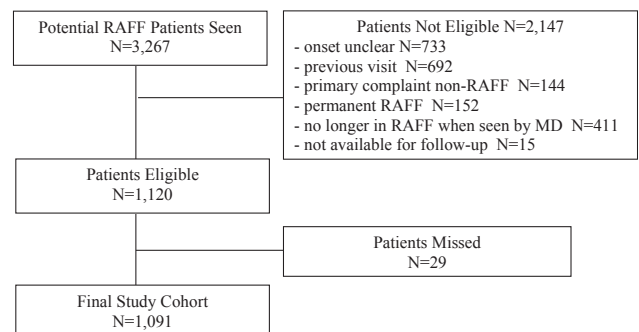 Potential RAFF Patients Seen
N=3,267
Patients Not Eligible N=2,147
- onset unclear N=733
- previous visit N=692
- primary complaint non-RAFF N=144
- permanent RAFF N=152
- no longer in RAFF when seen by MD N=411
- not available for follow-up N=15
Patients Eligible
N=1,120
Patients Missed
N=29
Final Study Cohort
N=1,091